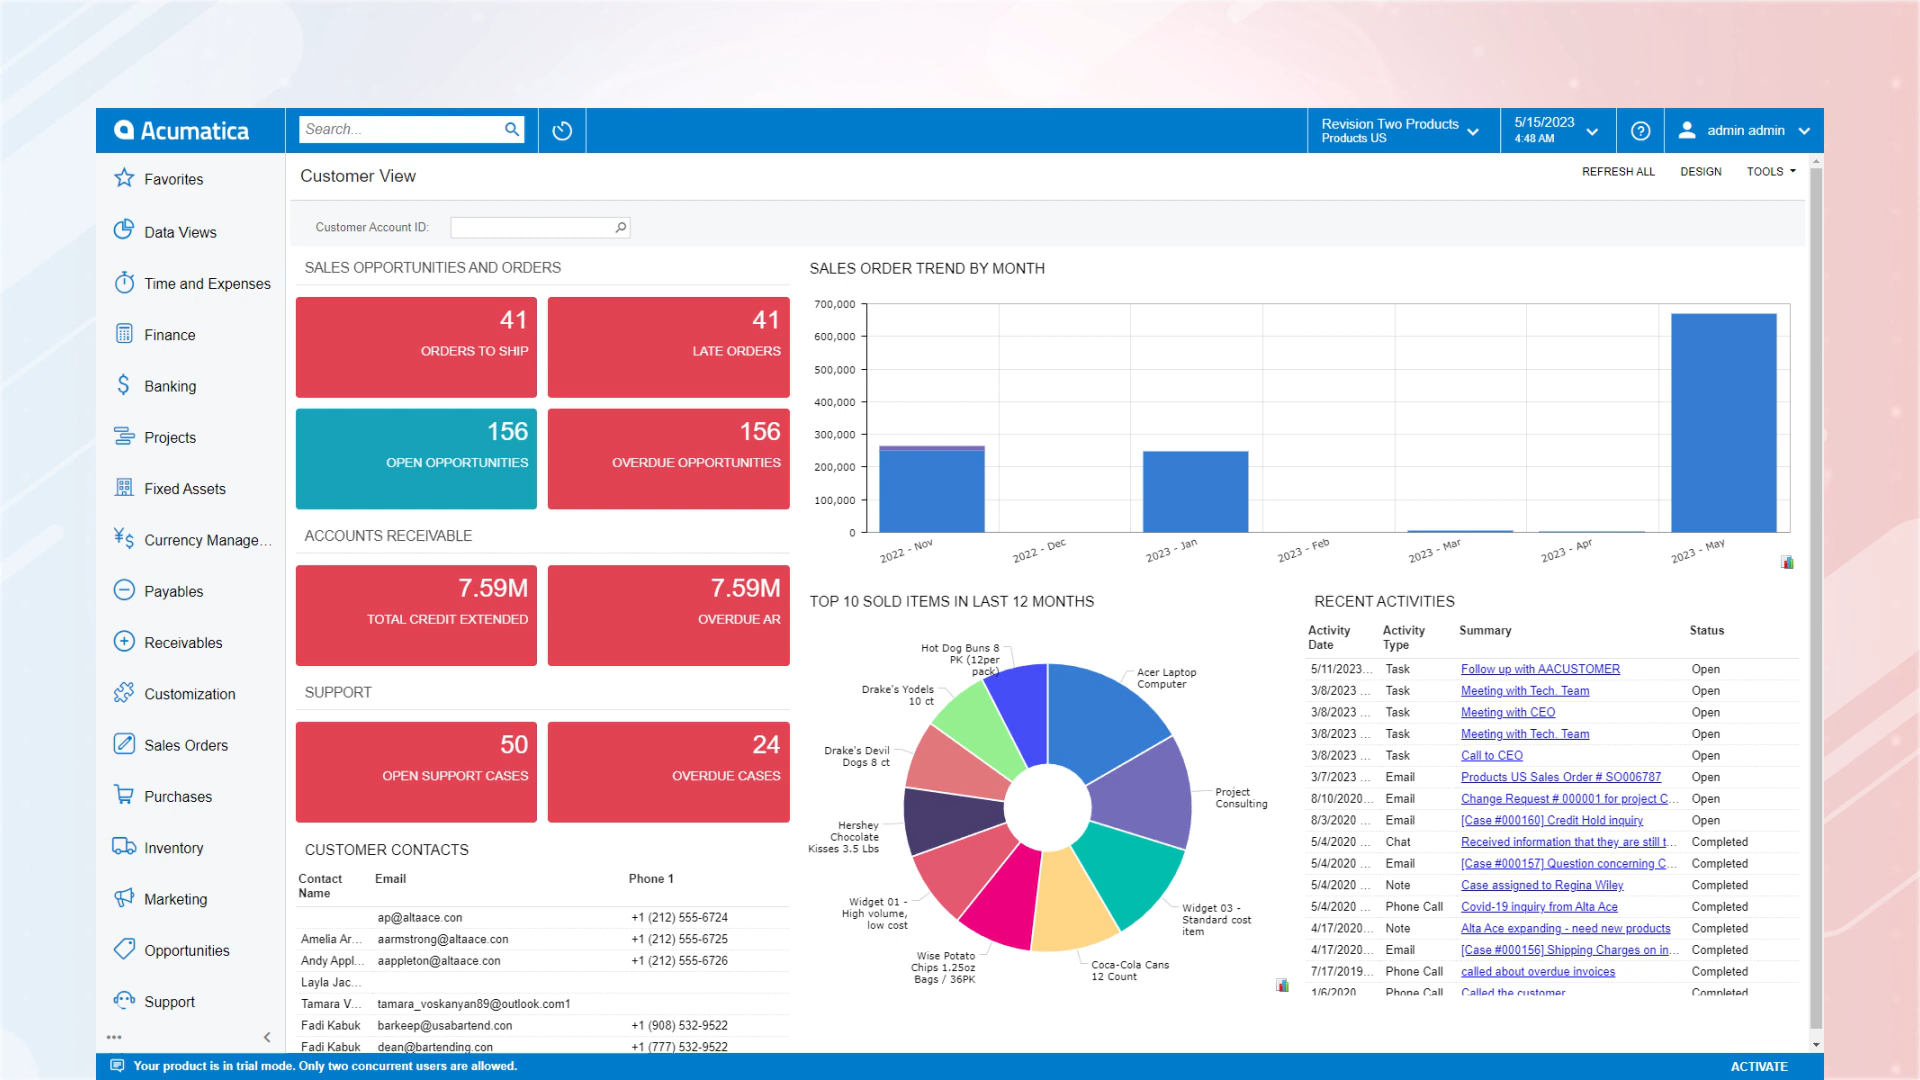 Acumatica
Search...
Revision Two Products
Products US
5/15/2023
4:48 AM
admin admin
Favorites
Data Views
Time and Expenses
Finance
Banking
Projects
Fixed Assets
Currency Manage...
Payables
Receivables
Customization
Sales Orders
Purchases
Inventory
Marketing
Opportunities
Support
Customer View
REFRESH ALL
DESIGN
TOOLS
Customer Account ID:
SALES OPPORTUNITIES AND ORDERS
41
ORDERS TO SHIP
41
LATE ORDERS
156
OPEN OPPORTUNITIES
156
OVERDUE OPPORTUNITIES
ACCOUNTS RECEIVABLE
7.59M
TOTAL CREDIT EXTENDED
7.59M
OVERDUE AR
SUPPORT
50
OPEN SUPPORT CASES
24
OVERDUE CASES
CUSTOMER CONTACTS
Contact Name Email Phone 1
ap@altaace.con +1 (212) 555-6724
Amelia Ar... aarmstrong@altaace.con +1 (212) 555-6725
Andy Appl... aappleton@altaace.con +1 (212) 555-6726
Layla Jac...
Tamara V... tamara_voskanyan89@outlook.com1
Fadi Kabuk barkeep@usabartend.con +1 (908) 532-9522
Fadi Kabuk dean@bartending.con +1 (777) 532-9522
SALES ORDER TREND BY MONTH
700,000
600,000
500,000
400,000
300,000
200,000
100,000
0
2022 - Nov
2022 - Dec
2023 - Jan
2023 - Feb
2023 - Mar
2023 - Apr
2023 - May
TOP 10 SOLD ITEMS IN LAST 12 MONTHS
Hot Dog Buns 8
PK (12per
pack)
Acer Laptop
Computer
Drake's Yodels
10 ct
Drake's Devil
Dogs 8 ct
Project
Consulting
Hershey
Chocolate
Kisses 3.5 Lbs
Widget 01 -
High volume,
low cost
Widget 03 -
Standard cost
item
Wise Potato
Chips 1.25oz
Bags / 36PK
Coca-Cola Cans
12 Count
RECENT ACTIVITIES
Activity Date Activity Type Summary Status
5/11/2023... Task Follow up with AACUSTOMER Open
3/8/2023 ... Task Meeting with Tech. Team Open
3/8/2023 ... Task Meeting with CEO Open
3/8/2023 ... Task Meeting with Tech. Team Open
3/8/2023 ... Task Call to CEO Open
3/7/2023 ... Email Products US Sales Order # SO006787 Open
8/10/2020... Email Change Request # 000001 for project C... Open
8/3/2020 ... Email [Case #000160] Credit Hold inquiry Open
5/4/2020 ... Chat Received information that they are still t... Completed
5/4/2020 ... Email [Case #000157] Question concerning C... Completed
5/4/2020 ... Note Case assigned to Regina Wiley Completed
5/4/2020 ... Phone Call Covid-19 inquiry from Alta Ace Completed
4/17/2020... Note Alta Ace expanding - need new products Completed
4/17/2020... Email [Case #000156] Shipping Charges on in... Completed
7/17/2019... Phone Call called about overdue invoices Completed
1/6/2020 Phone Call Called the customer Completed
Your product is in trial mode. Only two concurrent users are allowed.
ACTIVATE